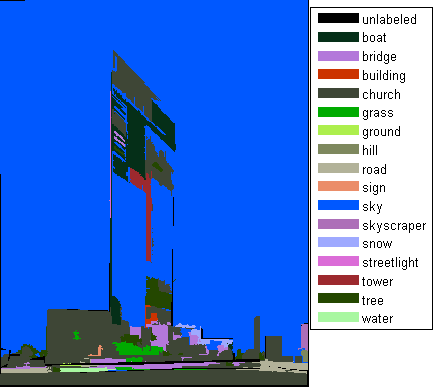 unlabeled
boat
bridge
building
church
grass
ground
hill
road
sign
sky
skyscraper
snow
streetlight
tower
tree
water